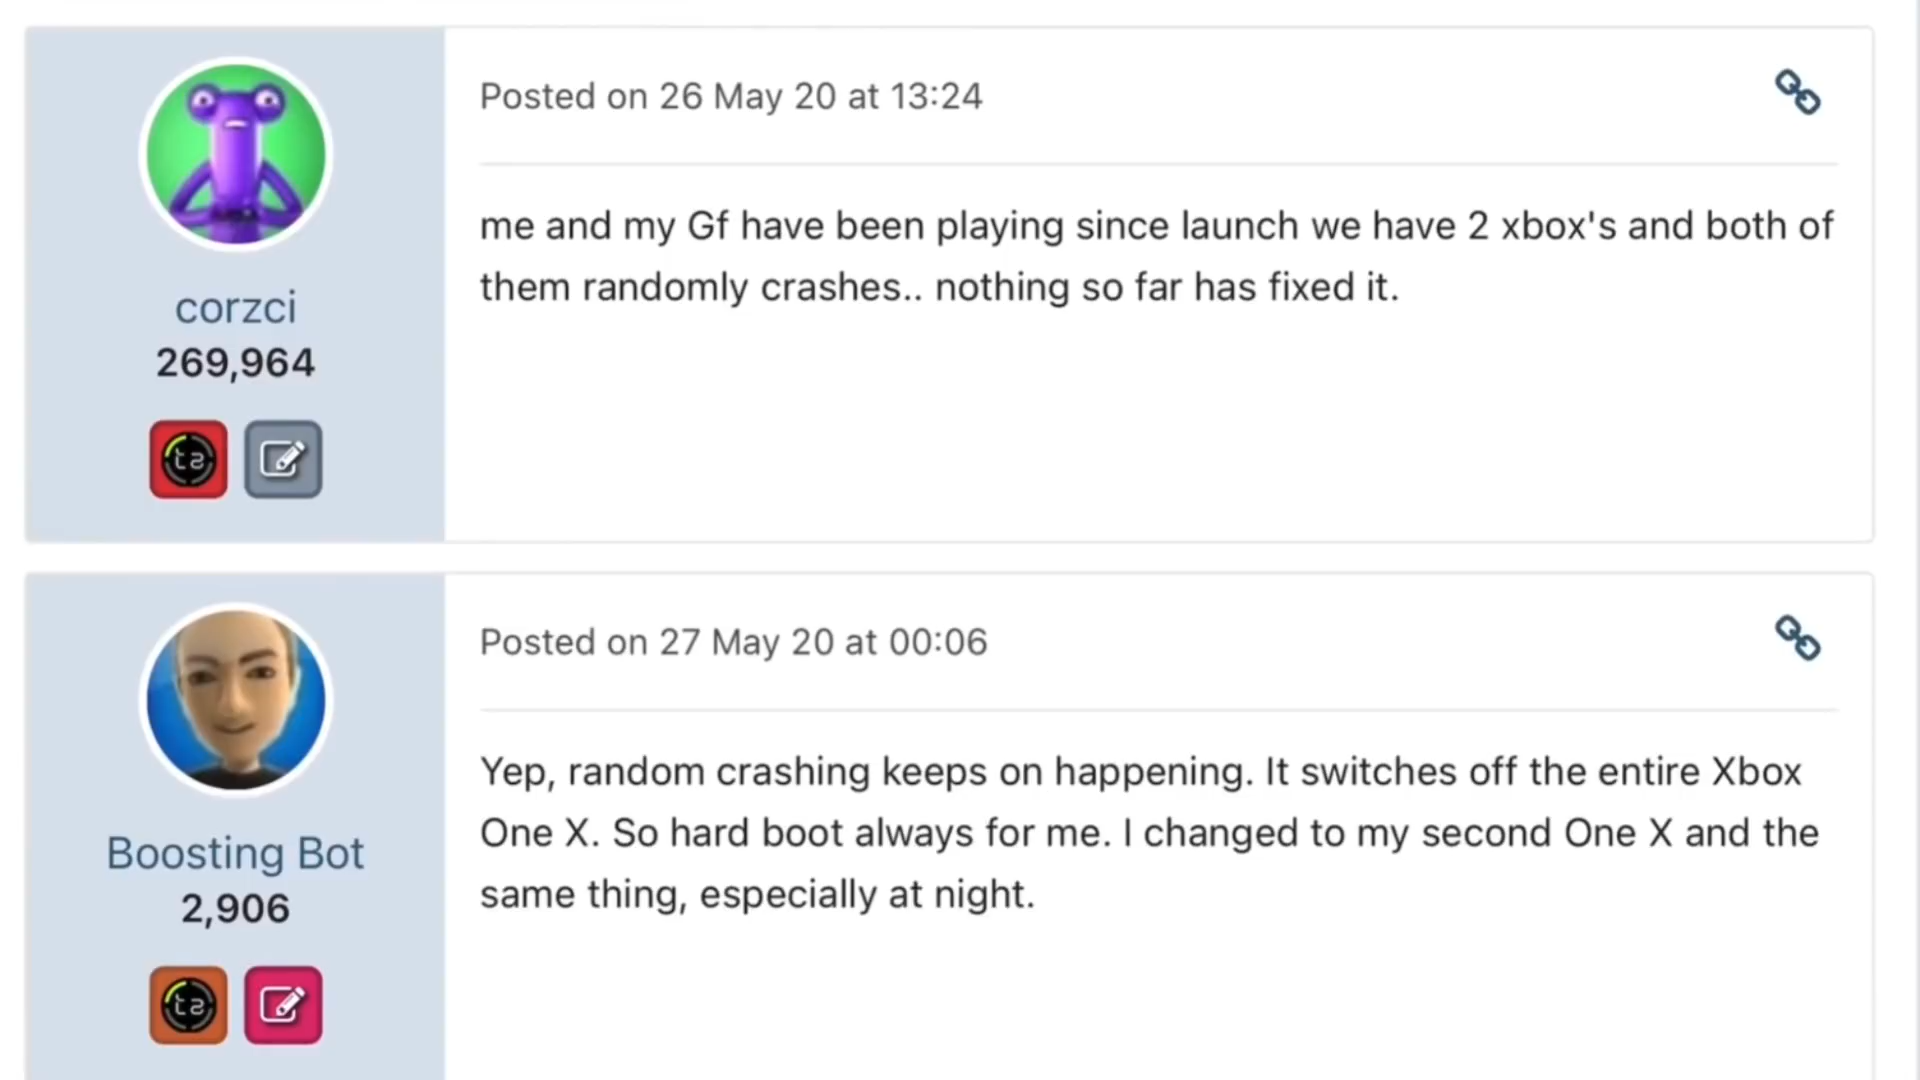 Posted on 26 May 20 at 13:24
me and my Gf have been playing since launch we have 2 xbox's and both of
them randomly crashes.. nothing so far has fixed it.
corzci
269,964
Posted on 27 May 20 at 00:06
Yep, random crashing keeps on happening. It switches off the entire Xbox
One X. So hard boot always for me. I changed to my second One X and the
same thing, especially at night.
Boosting Bot
2,906